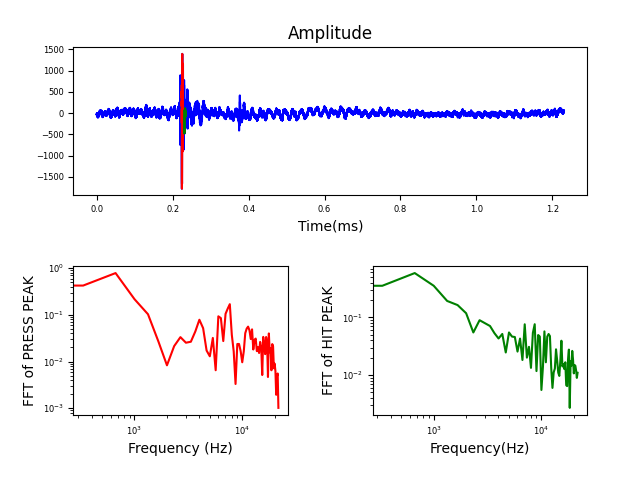 Amplitude
1500
1000
500
0
−500
−1000
−1500
0.0 0.2 0.4 0.6 0.8 1.0 1.2
Time(ms)
FFT of PRESS PEAK
10⁰
10⁻¹
10⁻²
10⁻³
10³ 10⁴
Frequency (Hz)
FFT of HIT PEAK
10⁻¹
10⁻²
10³ 10⁴
Frequency(Hz)